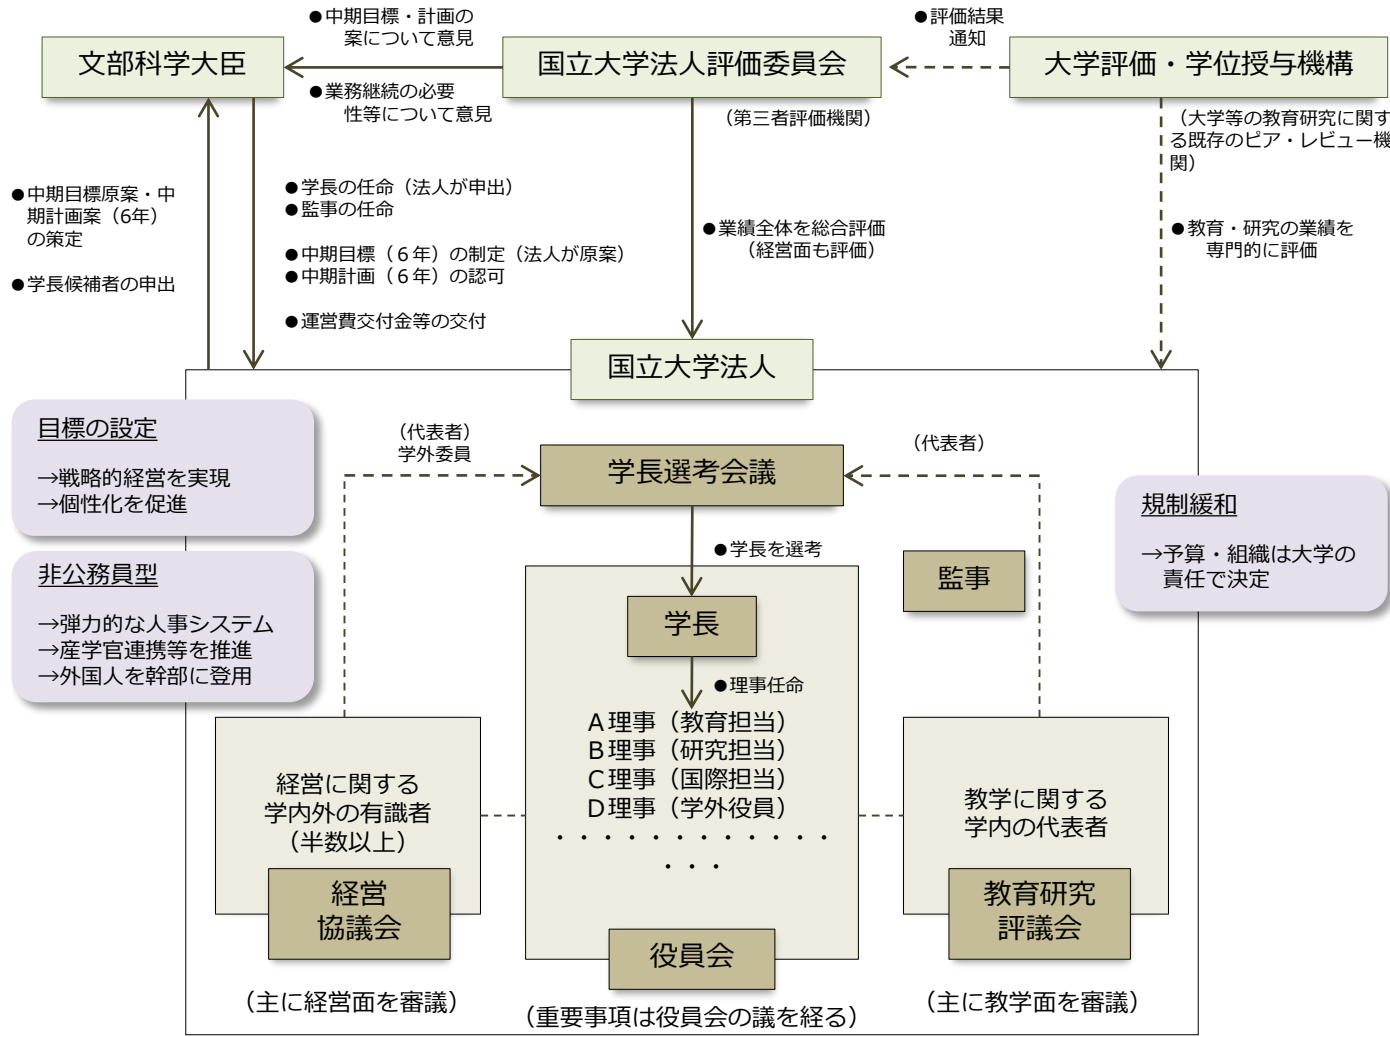 ●中期目標・計画の
案について意見
●評価結果
通知
文部科学大臣
国立大学法人評価委員会
大学評価・学位授与機構
●業務継続の必要
性等について意見
（第三者評価機関）
（大学等の教育研究に関す
る既存のピア・レビュー機
関）
●中期目標原案・中
期計画案（6年）
の策定
●学長候補者の申出
●学長の任命（法人が申出）
●監事の任命
●中期目標（６年）の制定（法人が原案）
●中期計画（６年）の認可
●運営費交付金等の交付
●業績全体を総合評価
（経営面も評価）
●教育・研究の業績を
専門的に評価
国立大学法人
目標の設定
→戦略的経営を実現
→個性化を促進
非公務員型
→弾力的な人事システム
→産学官連携等を推進
→外国人を幹部に登用
（代表者）
学外委員
学長選考会議
（代表者）
規制緩和
→予算・組織は大学の
責任で決定
●学長を選考
監事
学長
●理事任命
A理事（教育担当）
B理事（研究担当）
C理事（国際担当）
D理事（学外役員）
・・・・・・・・・・・・
・・・
経営に関する
学内外の有識者
（半数以上）
経営
協議会
教学に関する
学内の代表者
教育研究
評議会
役員会
（主に経営面を審議）
（重要事項は役員会の議を経る）
（主に教学面を審議）